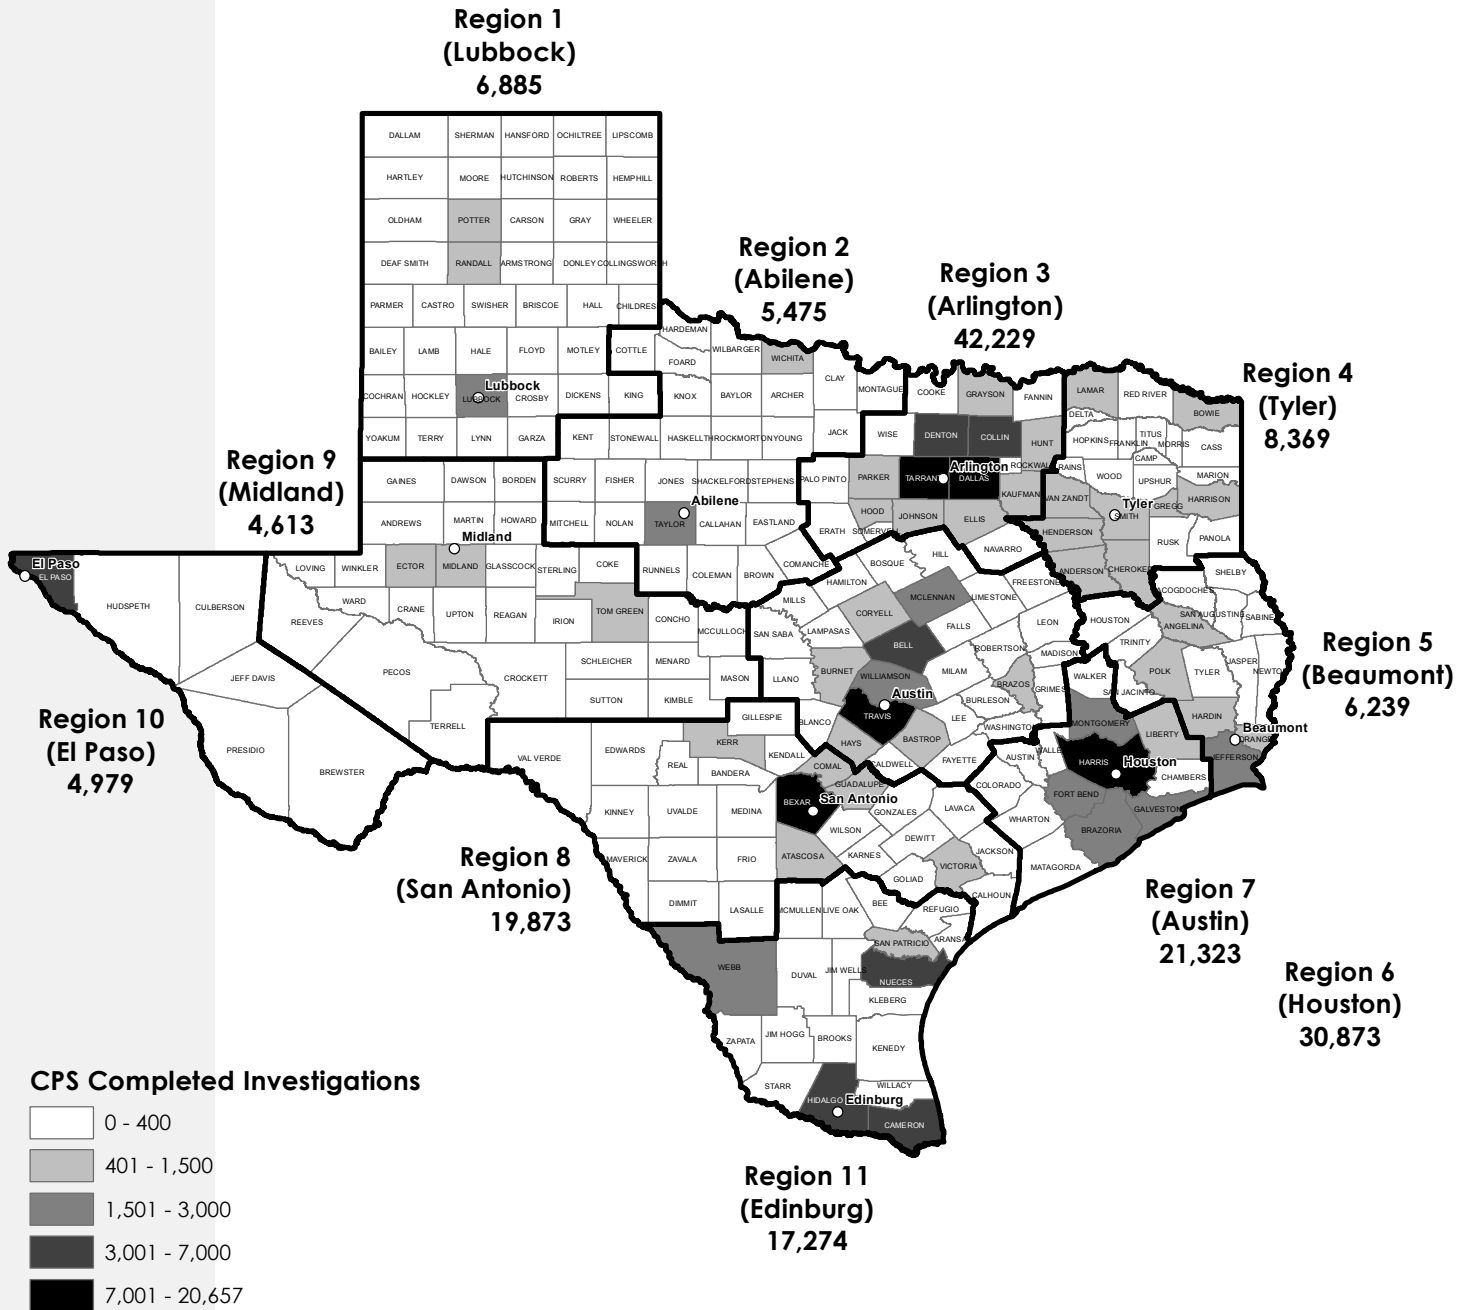 Region 1
(Lubbock)
6,885
DALLAM SHERMAN HANSFORD OCHILTREE LIPSCOMB
HARTLEY MOORE HUTCHINSON ROBERTS HEMPHILL
OLDHAM POTTER CARSON GRAY WHEELER
DEAF SMITH RANDALL ARMSTRONG DONLEY COLLINGSWORTH
PARMER CASTRO SWISHER BRISCOE HALL CHILDRES
BAILEY LAMB HALE FLOYD MOTLEY COTTLE
Lubbock
COCHRAN HOCKLEY LUBBOCK CROSBY DICKENS KING
YOAKUM TERRY LYNN GARZA KENT STONEWALL HASKELL THROCKMORTON YOUNG JACK
Region 2
(Abilene)
5,475
HARDEMAN
FOARD WILBARGER WICHITA
CLAY MONTAGUE
KNOX BAYLOR ARCHER
SCURRY FISHER JONES SHACKELFORD STEPHENS
Abilene
MITCHELL NOLAN TAYLOR CALLAHAN EASTLAND
RUNNELS COLEMAN BROWN COMANCHE
Region 3
(Arlington)
42,229
COOKE GRAYSON FANNIN
WISE DENTON COLLIN HUNT
Arlington
ROCKWAL
PALO PINTO PARKER TARRAN DALLAS KAUFMAN
HOOD JOHNSON ELLIS
ERATH SOMERVELL NAVARRO
Region 4
(Tyler)
8,369
LAMAR RED RIVER BOWIE
DELTA
HOPKINS FRANKLIN TITUS MORRIS CASS
CAMP
RAINS WOOD UPSHUR MARION
VAN ZANDT Tyler SMITH GREGG HARRISON
HENDERSON RUSK PANOLA
ANDERSON CHEROKEE
Region 9
(Midland)
4,613
GAINES DAWSON BORDEN
ANDREWS MARTIN HOWARD
Midland
LOVING WINKLER ECTOR MIDLAND GLASSCOCK STERLING COKE
WARD CRANE UPTON REAGAN IRION TOM GREEN CONCHO
REEVES MCCULLOCH
PECOS CROCKETT SCHLEICHER MENARD
SUTTON KIMBLE MASON
TERRELL
El Paso
EL PASO
HUDSPETH CULBERSON
JEFF DAVIS
PRESIDIO BREWSTER
Region 10
(El Paso)
4,979
BOSQUE HILL
HAMILTON FREESTONE
MILLS MCLENNAN LIMESTONE
CORYELL
SAN SABA LAMPASAS FALLS LEON
BELL ROBERTSON MADISON
LLANO BURNET WILLIAMSON MILAM BRAZOS GRIMES
Austin
BURLESON
BLANCO TRAVIS LEE WASHINGTON
HAYS BASTROP
CALDWELL FAYETTE
SHELBY
ACOGDOCHES
HOUSTON SAN AUGUSTINE SABINE
TRINITY ANGELINA
POLK TYLER JASPER NEWTO
SAN JACINTO
HARDIN
Beaumont
ORANGE
JEFFERSON
Region 5
(Beaumont)
6,239
WALKER
MONTGOMERY
LIBERTY
AUSTIN WALLE HARRIS Houston
CHAMBERS
COLORADO FORT BEND GALVESTON
WHARTON BRAZORIA
MATAGORDA
GILLESPIE
VAL VERDE EDWARDS KERR KENDALL
REAL BANDERA COMAL
GUADALUPE
BEXAR San Antonio
KINNEY UVALDE MEDINA GONZALES LAVACA
WILSON DEWITT
MAVERICK ZAVALA FRIO ATASCOSA KARNES VICTORIA JACKSON
GOLIAD CALHOUN
DIMMIT LASALLE
Region 8
(San Antonio)
19,873
Region 7
(Austin)
21,323
Region 6
(Houston)
30,873
MCMULLEN LIVE OAK BEE REFUGIO
SAN PATRICIO ARANSA
WEBB DUVAL JIM WELLS NUECES
KLEBERG
ZAPATA JIM HOGG BROOKS KENEDY
STARR WILLACY
HIDALGO Edinburg
CAMERON
Region 11
(Edinburg)
17,274
CPS Completed Investigations
0 - 400
401 - 1,500
1,501 - 3,000
3,001 - 7,000
7,001 - 20,657